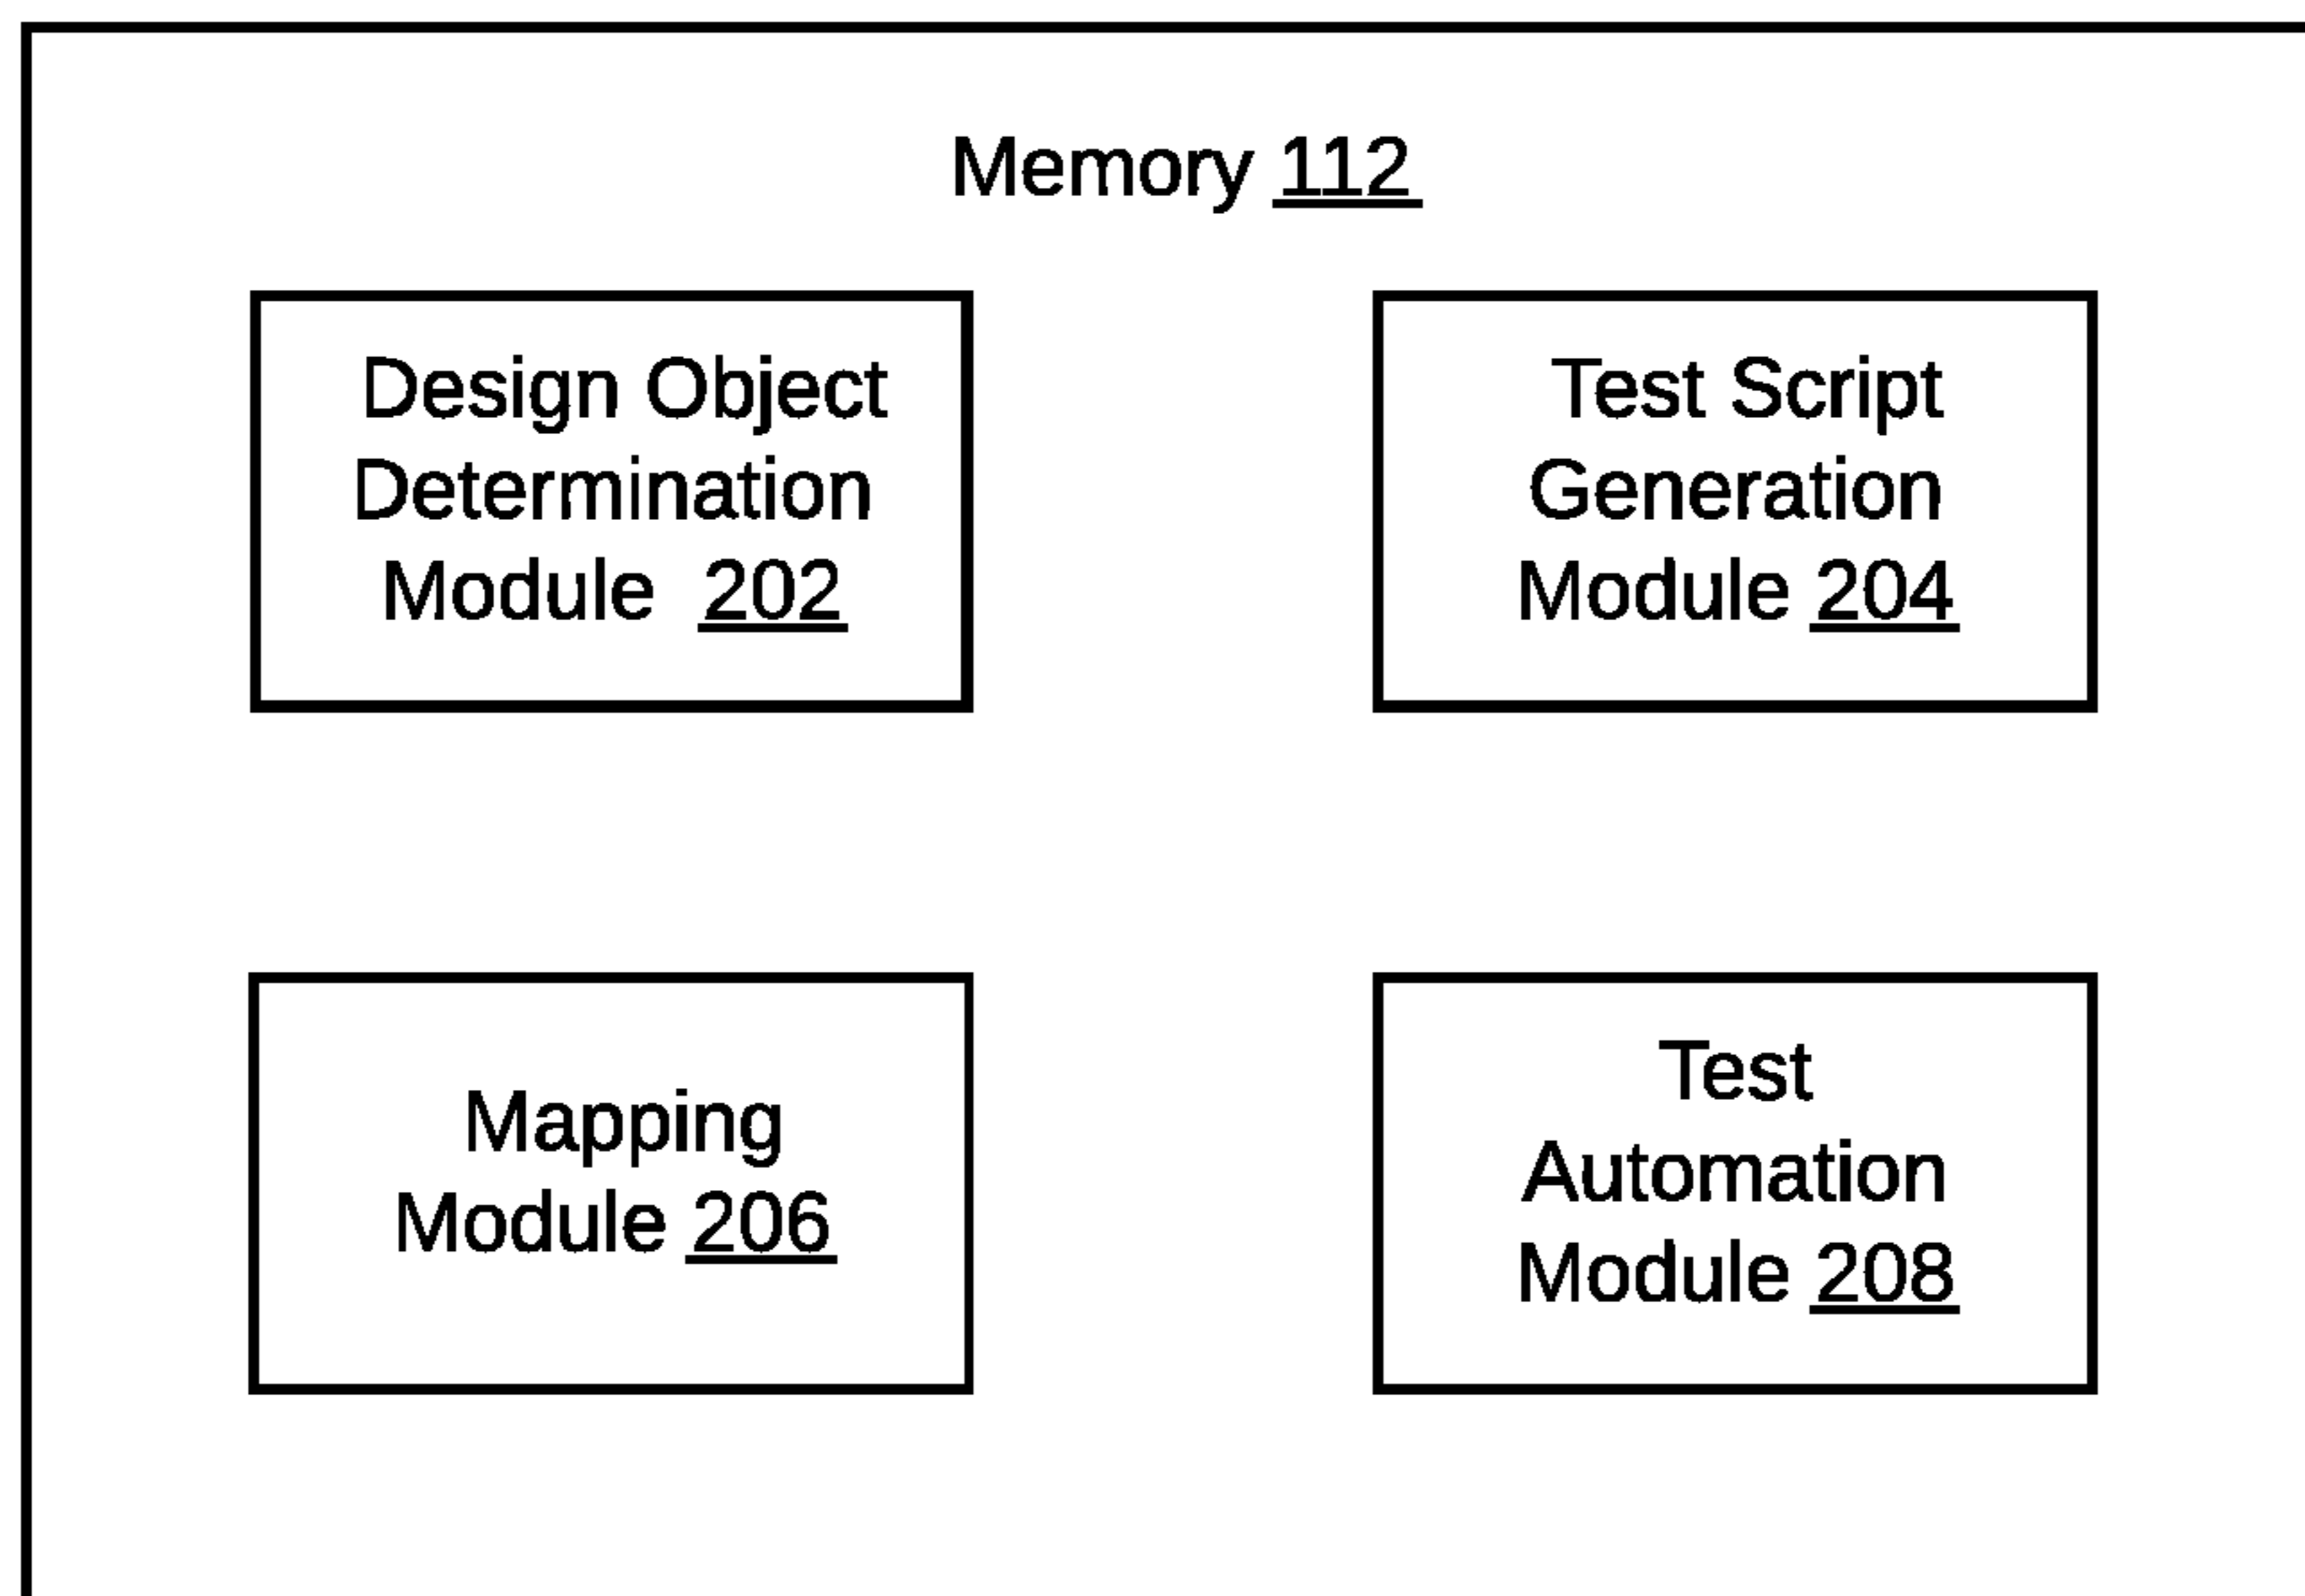 Memory 112
Design Object
Determination
Module 202
Test Script
Generation
Module 204
Mapping
Module 206
Test
Automation
Module 208